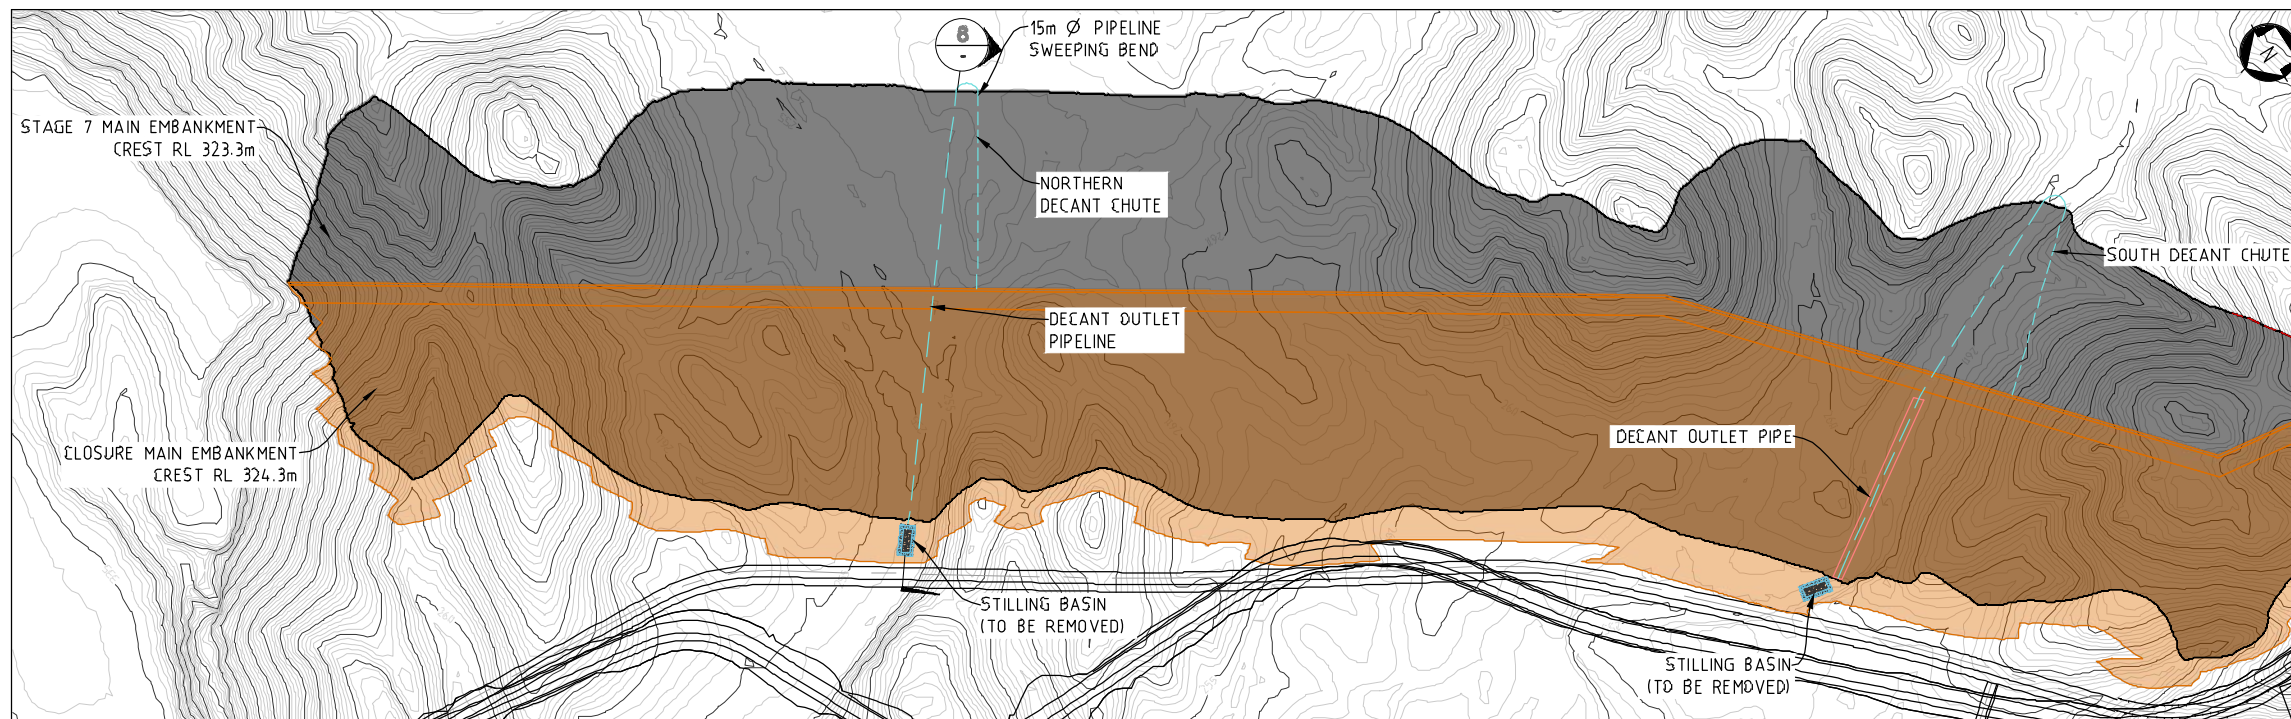 8
-
15m Ø PIPELINE
SWEEPING BEND
N
STAGE 7 MAIN EMBANKMENT
CREST RL 323.3m
NORTHERN
DECANT CHUTE
SOUTH DECANT CHUTE
DECANT OUTLET
PIPELINE
DECANT OUTLET PIPE
CLOSURE MAIN EMBANKMENT
CREST RL 324.3m
STILLING BASIN
(TO BE REMOVED)
STILLING BASIN
(TO BE REMOVED)